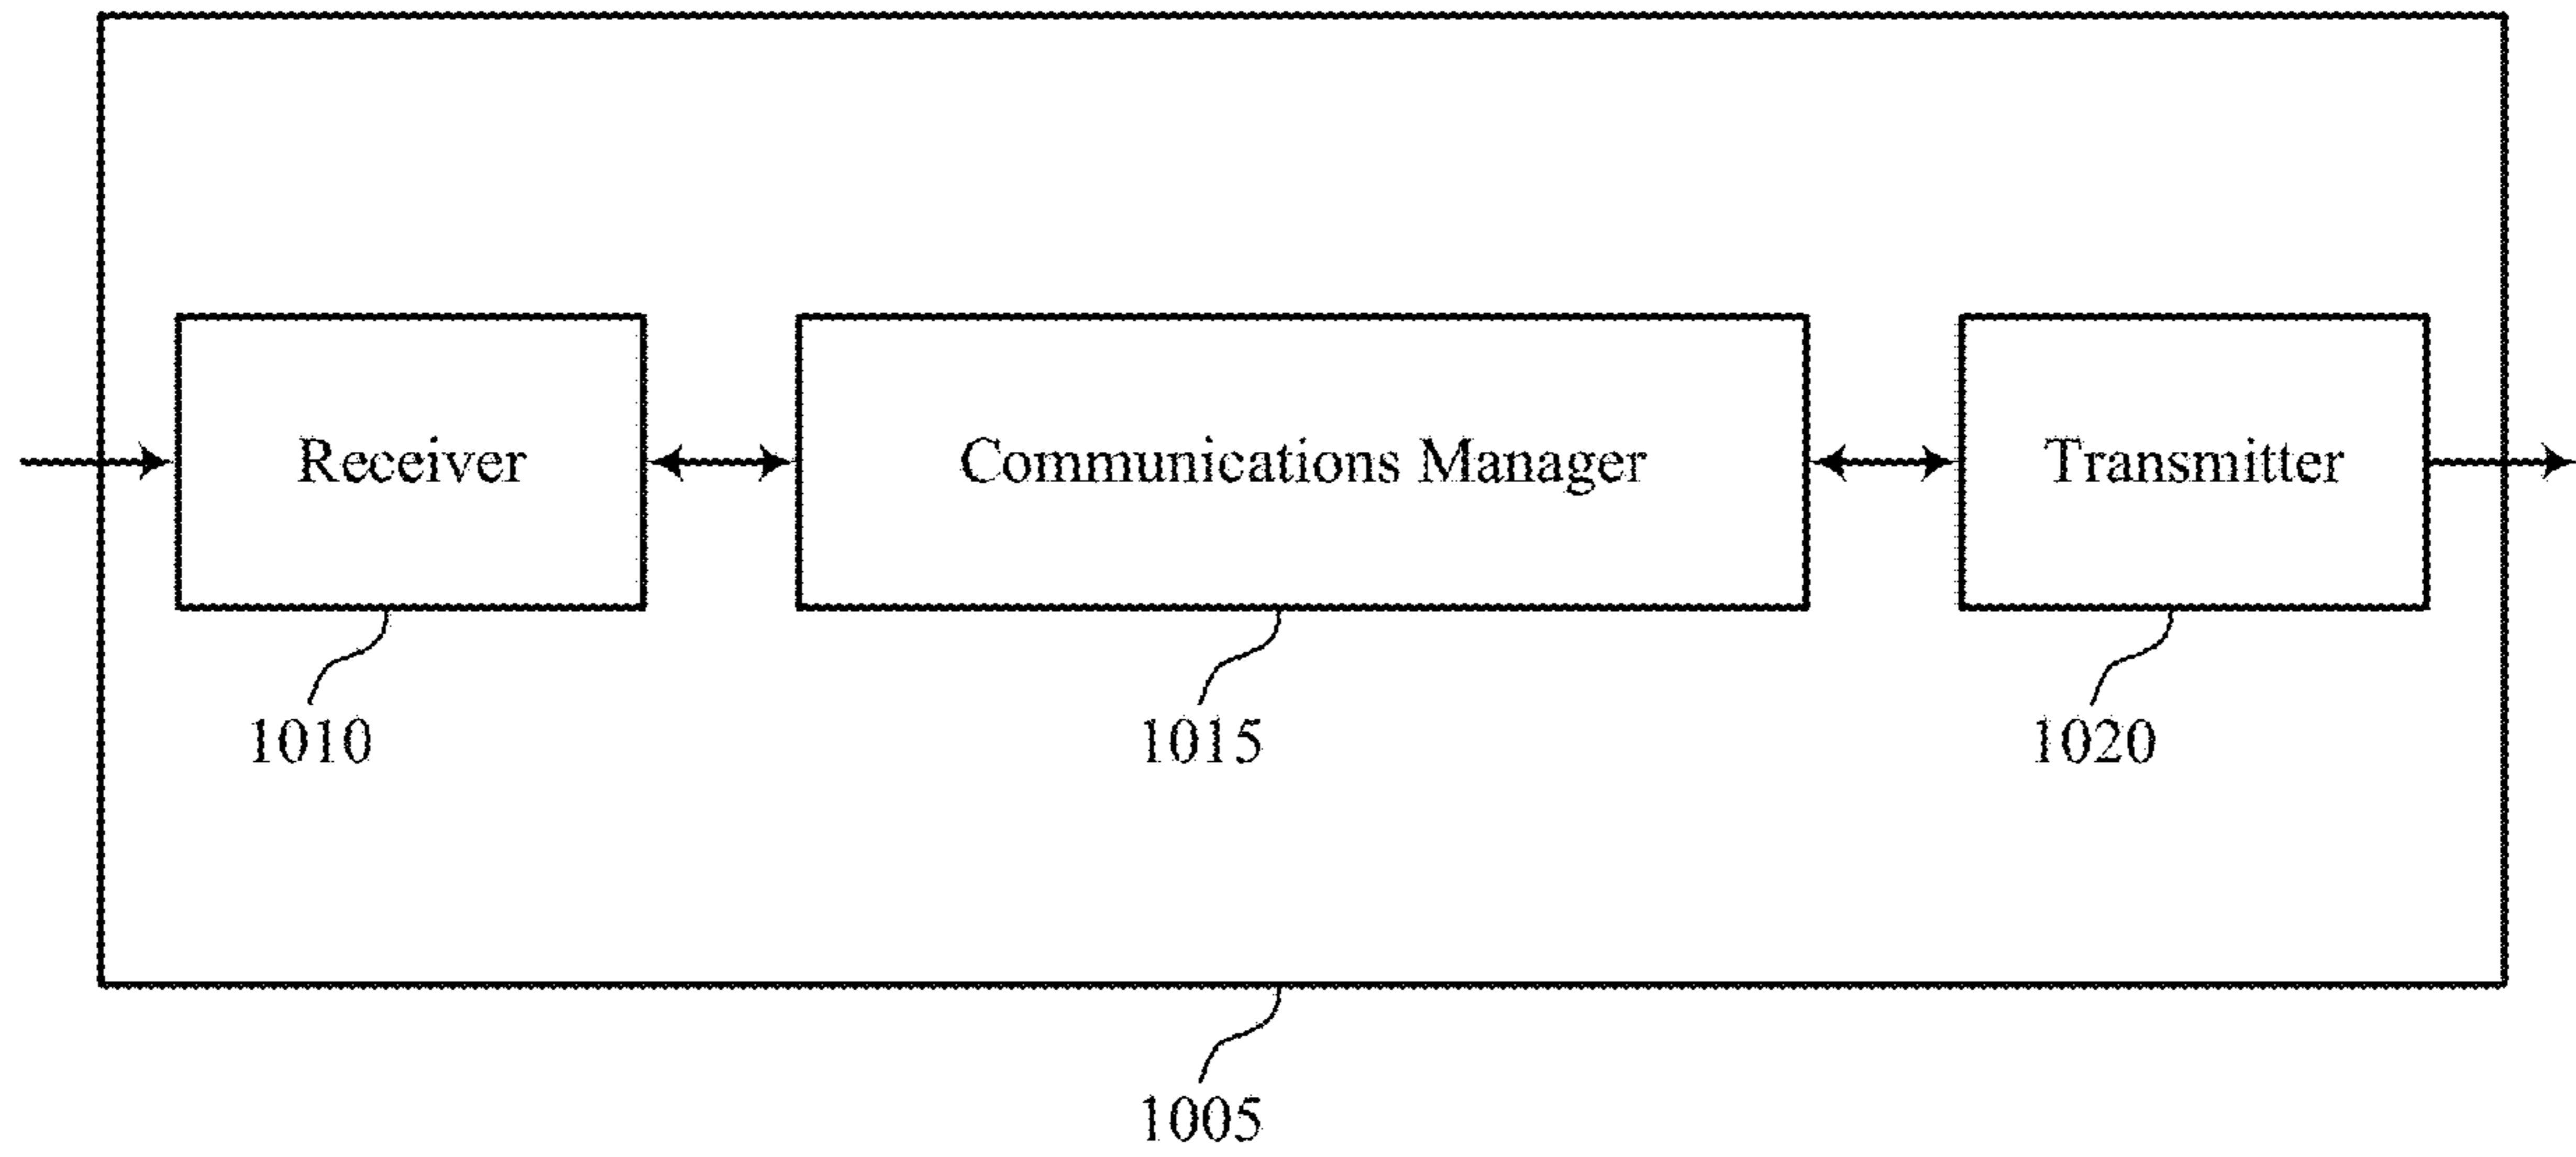 Receiver
Communications Manager
Transmitter
1010
1015
1020
1005